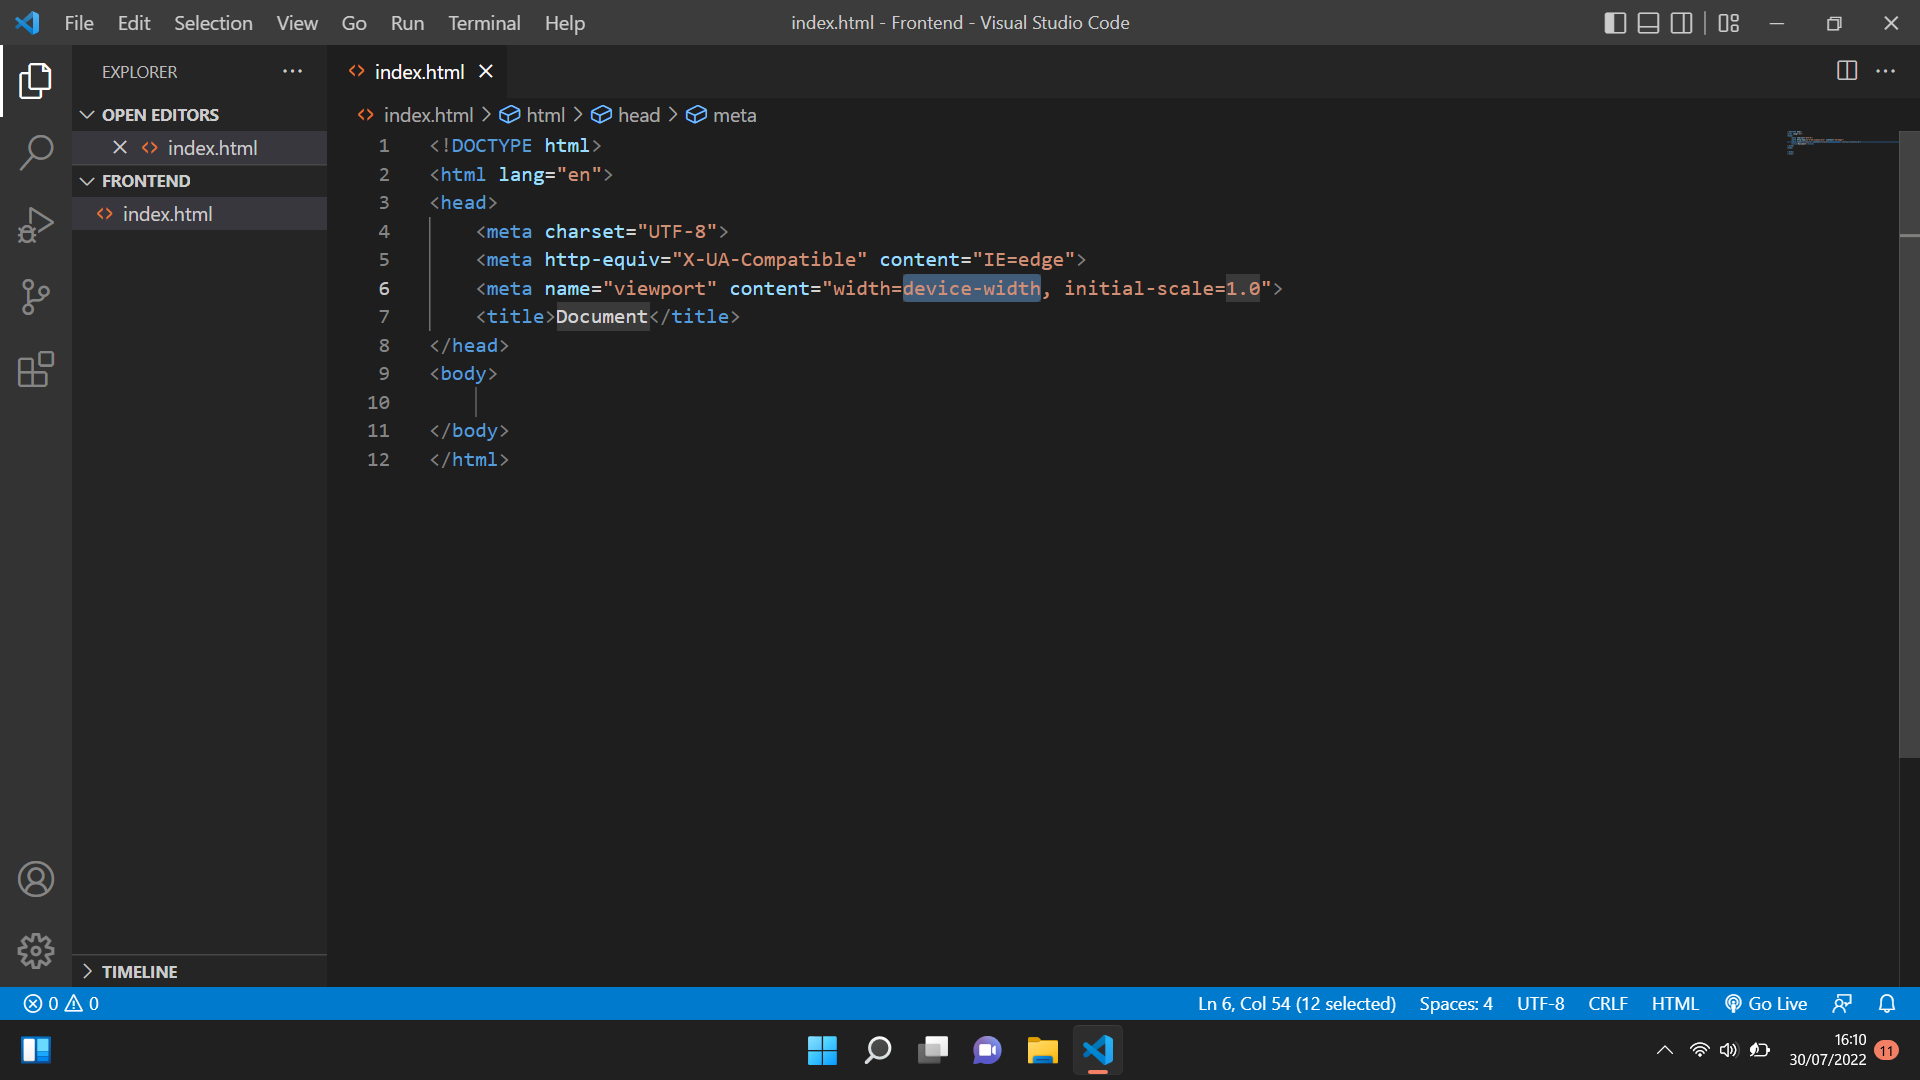 File Edit Selection View Go Run Terminal Help
index.html - Frontend - Visual Studio Code
EXPLORER
OPEN EDITORS
index.html
FRONTEND
index.html
TIMELINE
index.html
index.html > html > head > meta
1 <!DOCTYPE html>
2 <html lang="en">
3 <head>
4 <meta charset="UTF-8">
5 <meta http-equiv="X-UA-Compatible" content="IE=edge">
6 <meta name="viewport" content="width=device-width, initial-scale=1.0">
7 <title>Document</title>
8 </head>
9 <body>
10
11 </body>
12 </html>
0 0
Ln 6, Col 54 (12 selected) Spaces: 4 UTF-8 CRLF HTML Go Live
16:10
30/07/2022
11